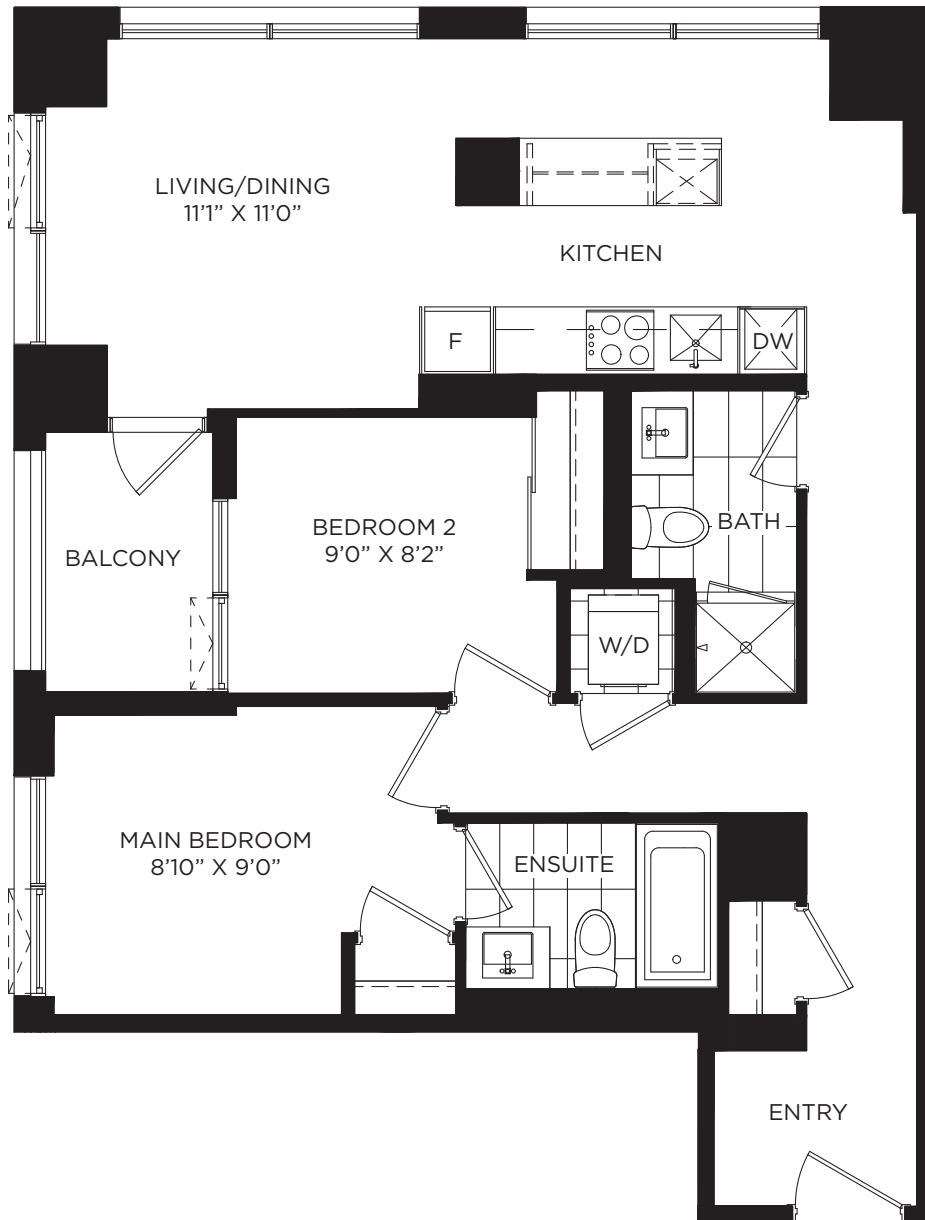 LIVING/DINING
11'1” X 11'0”
KITCHEN
F
DW
BEDROOM 2
9'0” X 8'2”
BATH
BALCONY
W/D
MAIN BEDROOM
8'10” X 9'0”
ENSUITE
ENTRY